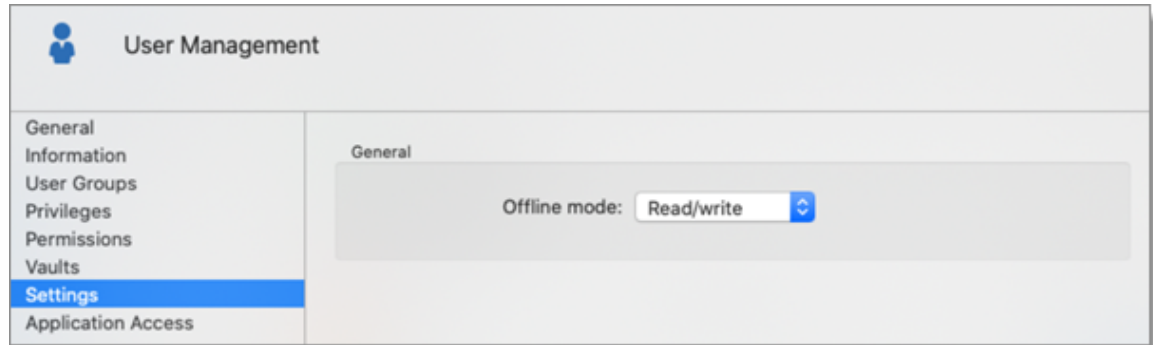 User Management
General
Information
User Groups
Privileges
Permissions
Vaults
Settings
Application Access
General
Offline mode: Read/write